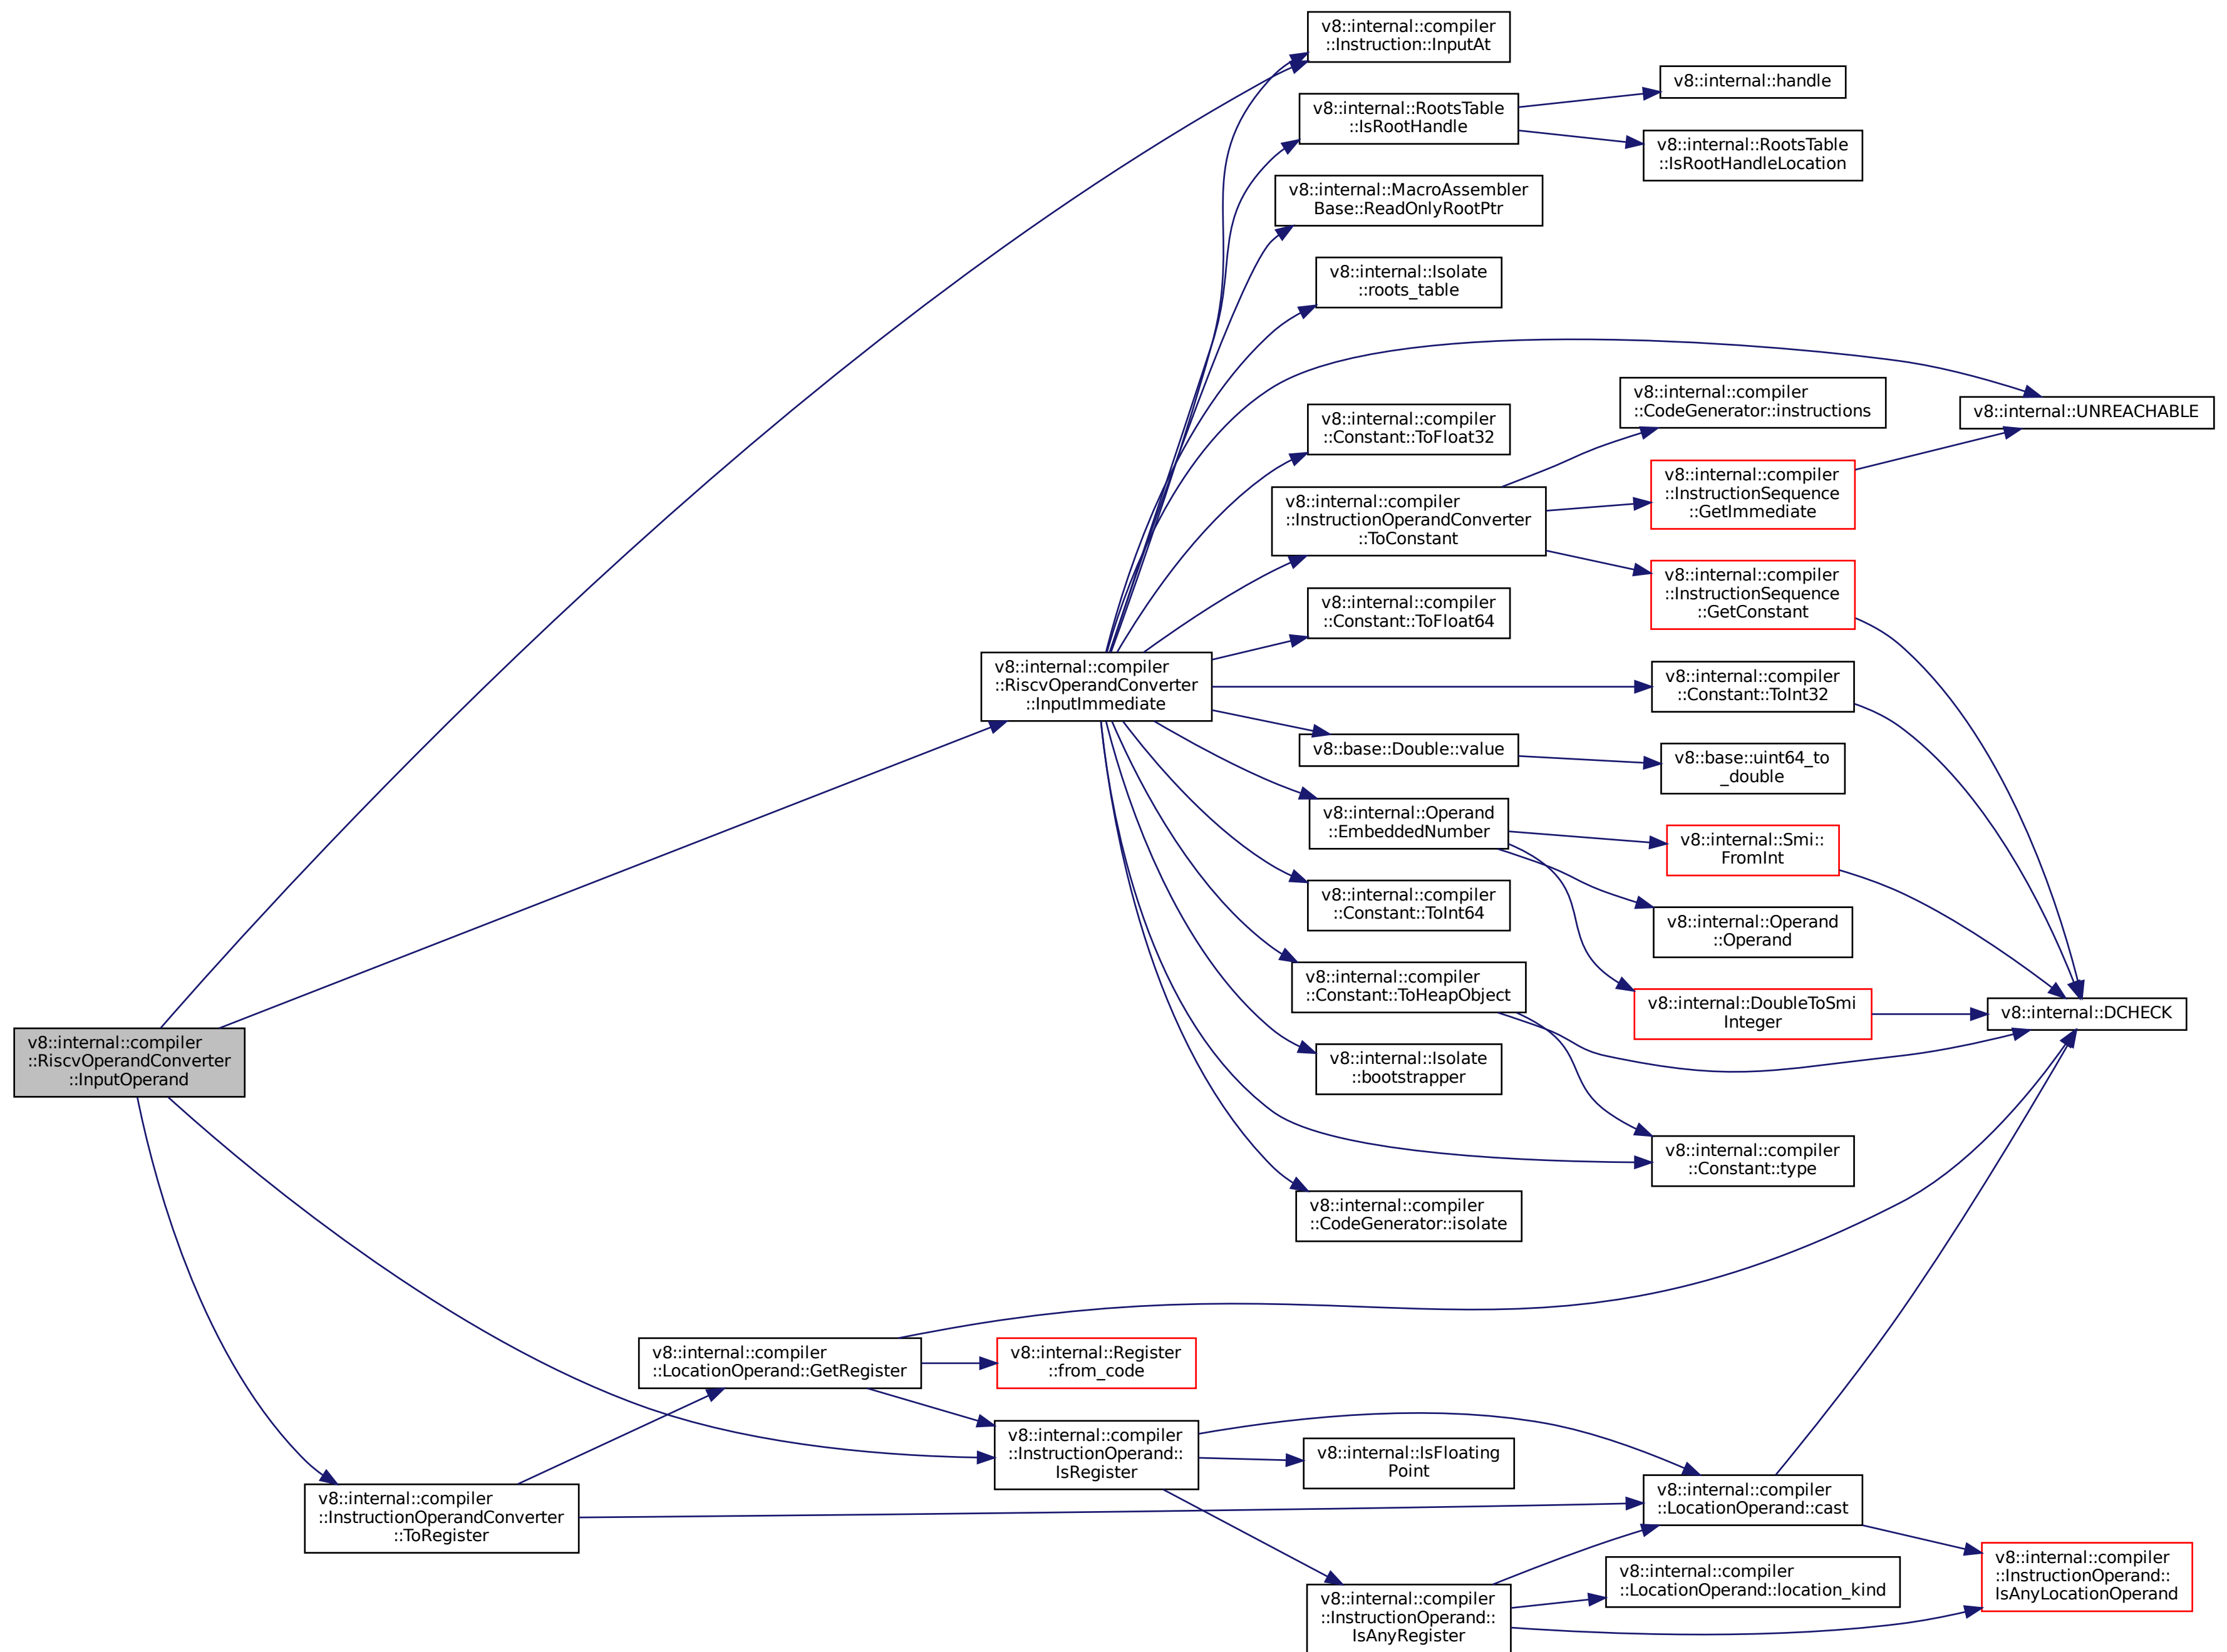 v8::internal::compiler
::Instruction::InputAt
v8::internal::handle
v8::internal::RootsTable
::IsRootHandle
v8::internal::RootsTable
::IsRootHandleLocation
v8::internal::MacroAssembler
Base::ReadOnlyRootPtr
v8::internal::Isolate
::roots_table
v8::internal::compiler
::CodeGenerator::instructions
v8::internal::UNREACHABLE
v8::internal::compiler
::Constant::ToFloat32
v8::internal::compiler
::InstructionSequence
::GetImmediate
v8::internal::compiler
::InstructionOperandConverter
::ToConstant
v8::internal::compiler
::InstructionSequence
::GetConstant
v8::internal::compiler
::Constant::ToFloat64
v8::internal::compiler
::RiscvOperandConverter
::InputImmediate
v8::internal::compiler
::Constant::ToInt32
v8::base::Double::value
v8::base::uint64_to
_double
v8::internal::Operand
::EmbeddedNumber
v8::internal::Smi::
FromInt
v8::internal::compiler
::Constant::ToInt64
v8::internal::Operand
::Operand
v8::internal::compiler
::Constant::ToHeapObject
v8::internal::DoubleToSmi
Integer
v8::internal::DCHECK
v8::internal::compiler
::RiscvOperandConverter
::InputOperand
v8::internal::Isolate
::bootstrapper
v8::internal::compiler
::Constant::type
v8::internal::compiler
::CodeGenerator::isolate
v8::internal::compiler
::LocationOperand::GetRegister
v8::internal::Register
::from_code
v8::internal::compiler
::InstructionOperand::
IsRegister
v8::internal::IsFloating
Point
v8::internal::compiler
::InstructionOperandConverter
::ToRegister
v8::internal::compiler
::LocationOperand::cast
v8::internal::compiler
::InstructionOperand::
IsAnyLocationOperand
v8::internal::compiler
::LocationOperand::location_kind
v8::internal::compiler
::InstructionOperand::
IsAnyRegister